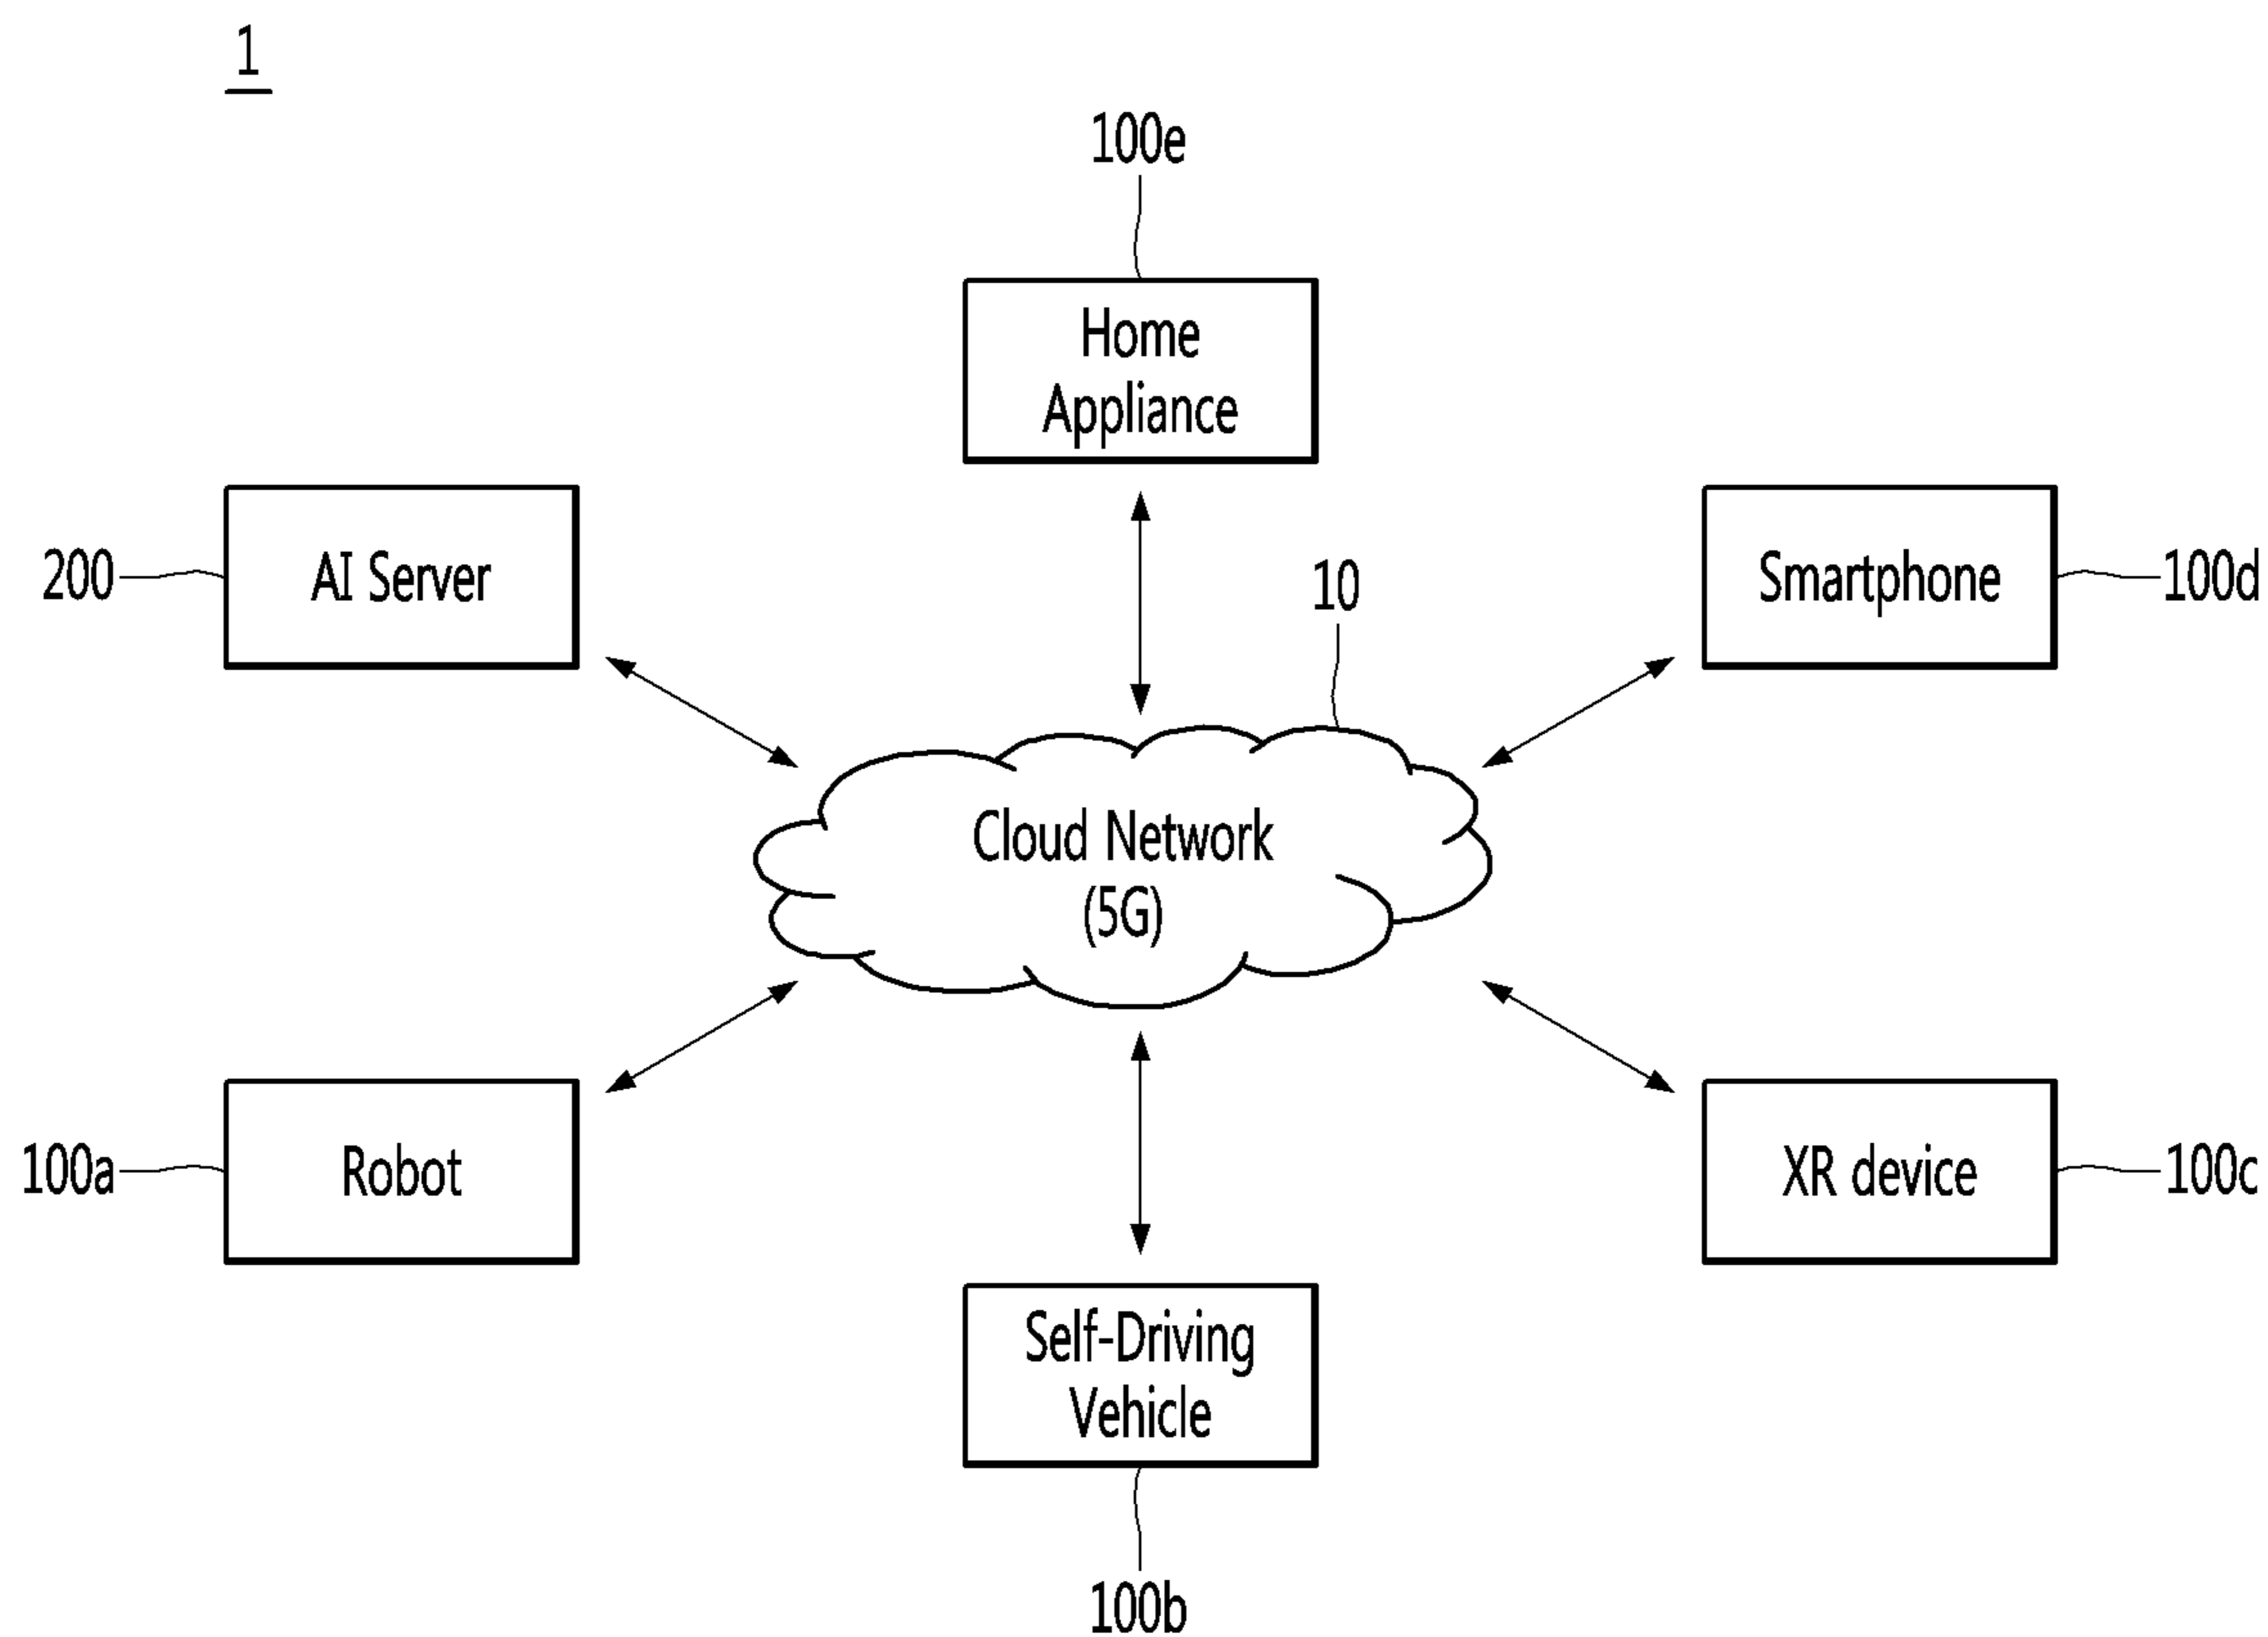 1
100e
Home
Appliance
200
AI Server
10
Smartphone
100d
Cloud Network
(5G)
100a
Robot
XR device
100c
Self-Driving
Vehicle
100b